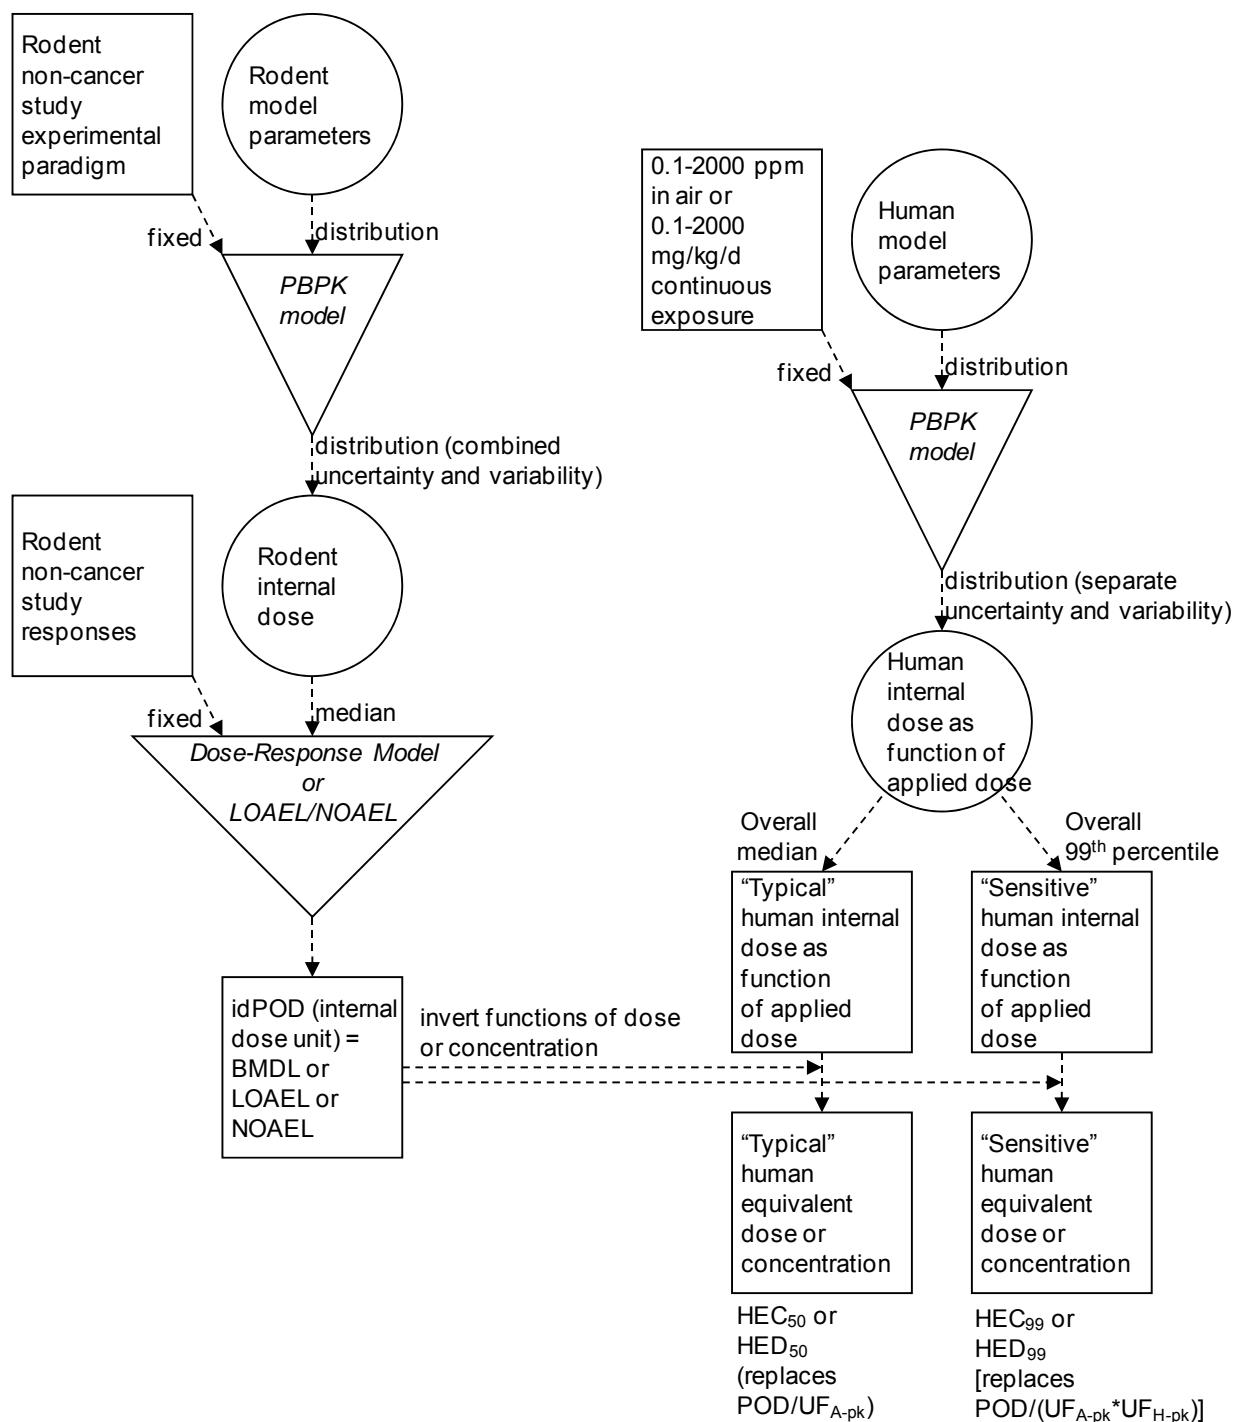 Rodent
non-cancer
study
experimental
paradigm
Rodent
model
parameters
fixed
distribution
PBPK
model
distribution (combined
uncertainty and variability)
Rodent
non-cancer
study
responses
Rodent
internal
dose
fixed
median
Dose-Response Model
or
LOAEL/NOAEL
idPOD (internal
dose unit) =
BMDL or
LOAEL or
NOAEL
invert functions of dose
or concentration
0.1-2000 ppm
in air or
0.1-2000
mg/kg/d
continuous
exposure
Human
model
parameters
fixed
distribution
PBPK
model
distribution (separate
uncertainty and variability)
Human
internal
dose as
function of
applied dose
Overall
median
Overall
99th percentile
“Typical”
human internal
dose as
function
of applied
dose
“Sensitive”
human internal
dose as
function
of applied
dose
“Typical”
human
equivalent
dose or
concentration
“Sensitive”
human
equivalent
dose or
concentration
HEC50 or
HED50
(replaces
POD/UFA-pk)
HEC99 or
HED99
[replaces
POD/(UFA-pk*UFH-pk)]